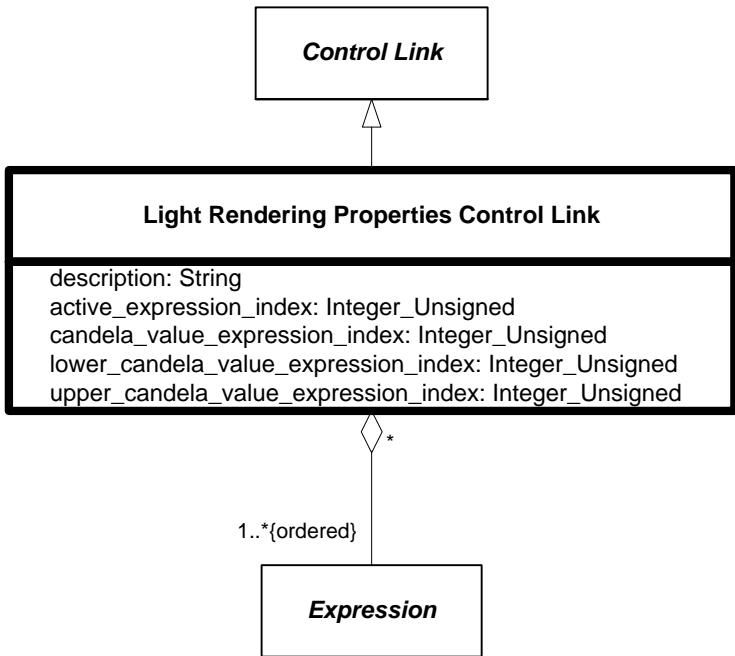 Control Link
Light Rendering Properties Control Link
description: String
active_expression_index: Integer_Unsigned
candela_value_expression_index: Integer_Unsigned
lower_candela_value_expression_index: Integer_Unsigned
upper_candela_value_expression_index: Integer_Unsigned
*
1..*{ordered}
Expression